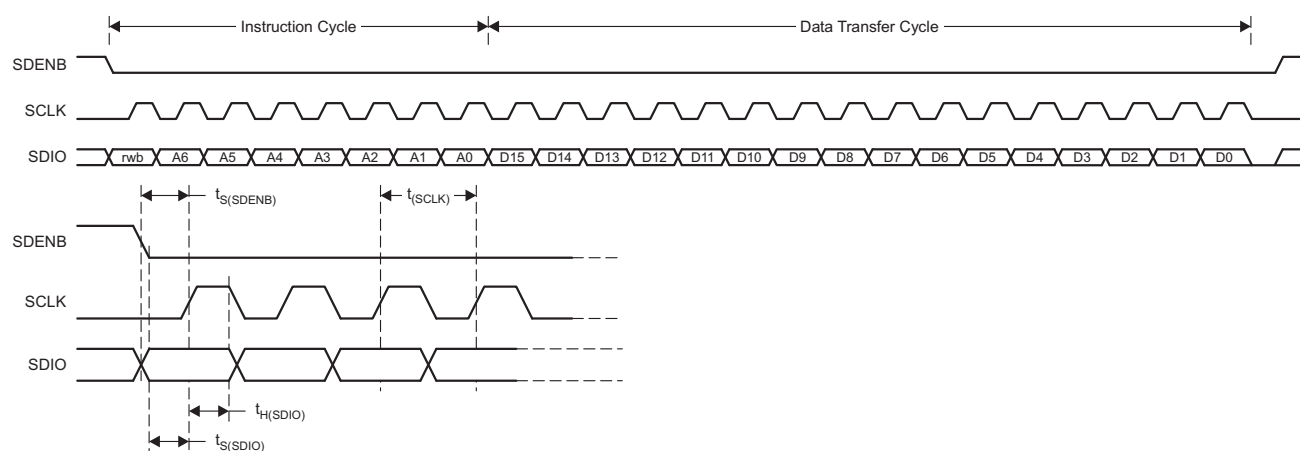 Instruction Cycle Data Transfer Cycle
SDENB
SCLK
SDIO rwb A6 A5 A4 A3 A2 A1 A0 D15 D14 D13 D12 D11 D10 D9 D8 D7 D6 D5 D4 D3 D2 D1 D0
tS(SDENB) t(SCLK)
SDENB
SCLK
SDIO
tH(SDIO)
tS(SDIO)